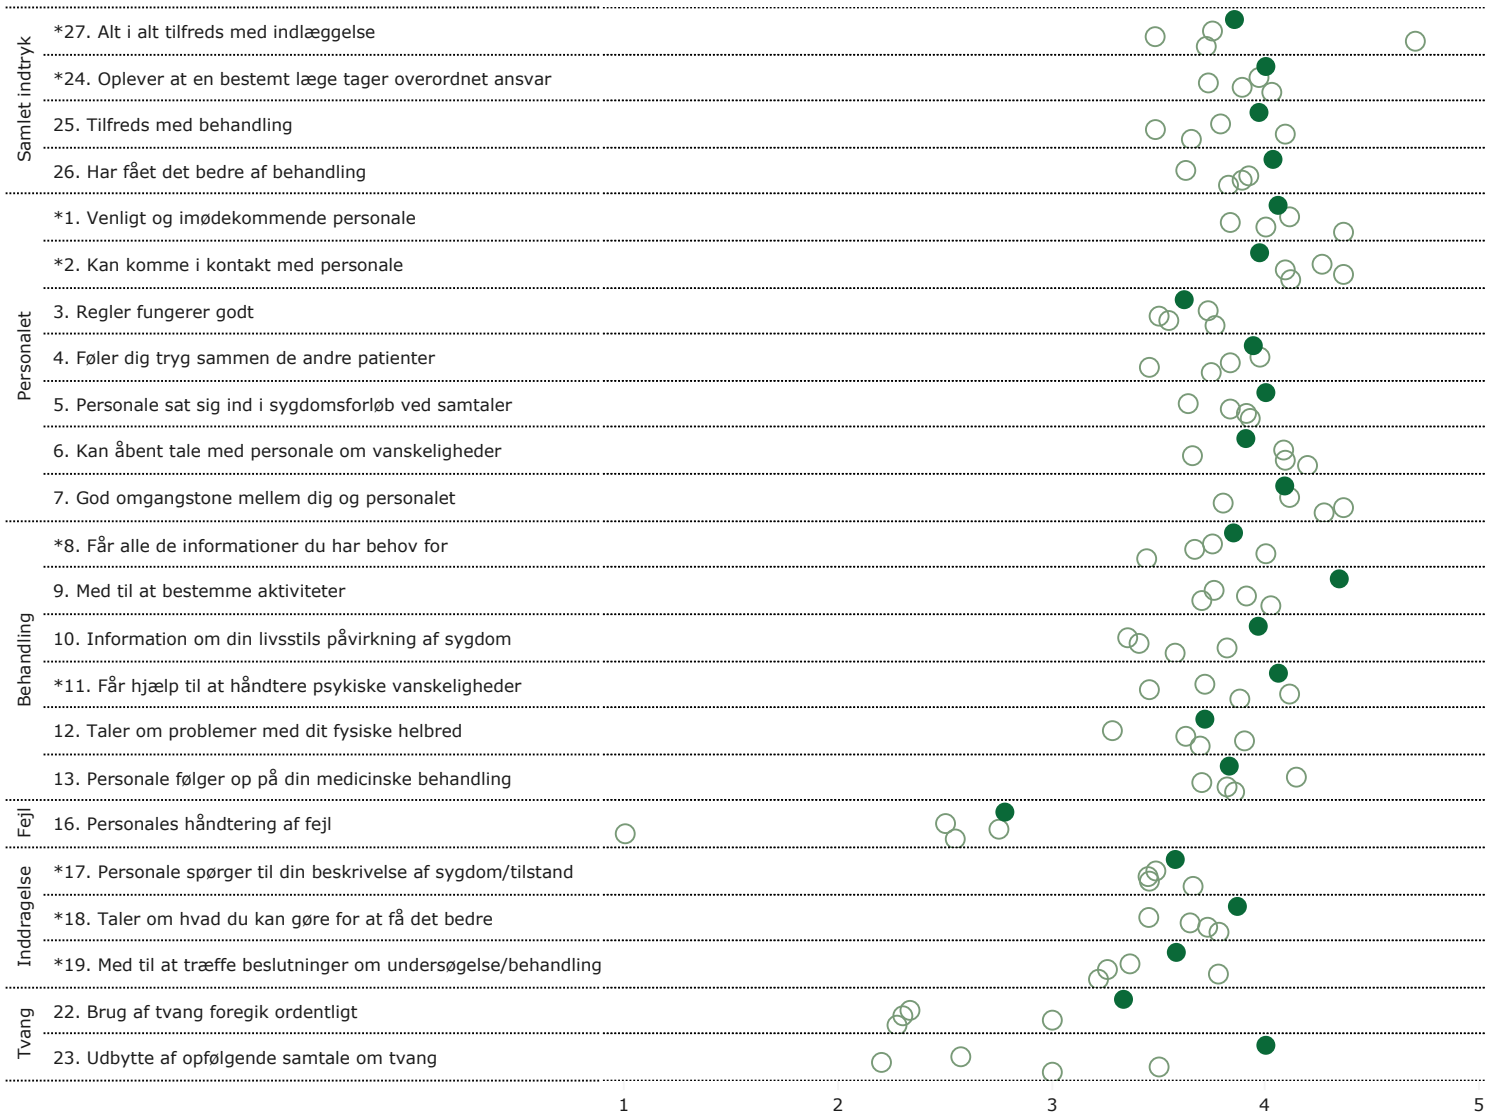 Samlet indtryk
*27. Alt i alt tilfreds med indlæggelse
*24. Oplever at en bestemt læge tager overordnet ansvar
25. Tilfreds med behandling
26. Har fået det bedre af behandling
Personalet
*1. Venligt og imødekommende personale
*2. Kan komme i kontakt med personale
3. Regler fungerer godt
4. Føler dig tryg sammen de andre patienter
5. Personale sat sig ind i sygdomsforløb ved samtaler
6. Kan åbent tale med personale om vanskeligheder
7. God omgangstone mellem dig og personalet
Behandling
*8. Får alle de informationer du har behov for
9. Med til at bestemme aktiviteter
10. Information om din livsstils påvirkning af sygdom
*11. Får hjælp til at håndtere psykiske vanskeligheder
12. Taler om problemer med dit fysiske helbred
13. Personale følger op på din medicinske behandling
Fejl
16. Personales håndtering af fejl
Inddragelse
*17. Personale spørger til din beskrivelse af sygdom/tilstand
*18. Taler om hvad du kan gøre for at få det bedre
*19. Med til at træffe beslutninger om undersøgelse/behandling
Tvang
22. Brug af tvang foregik ordentligt
23. Udbytte af opfølgende samtale om tvang
1 2 3 4 5